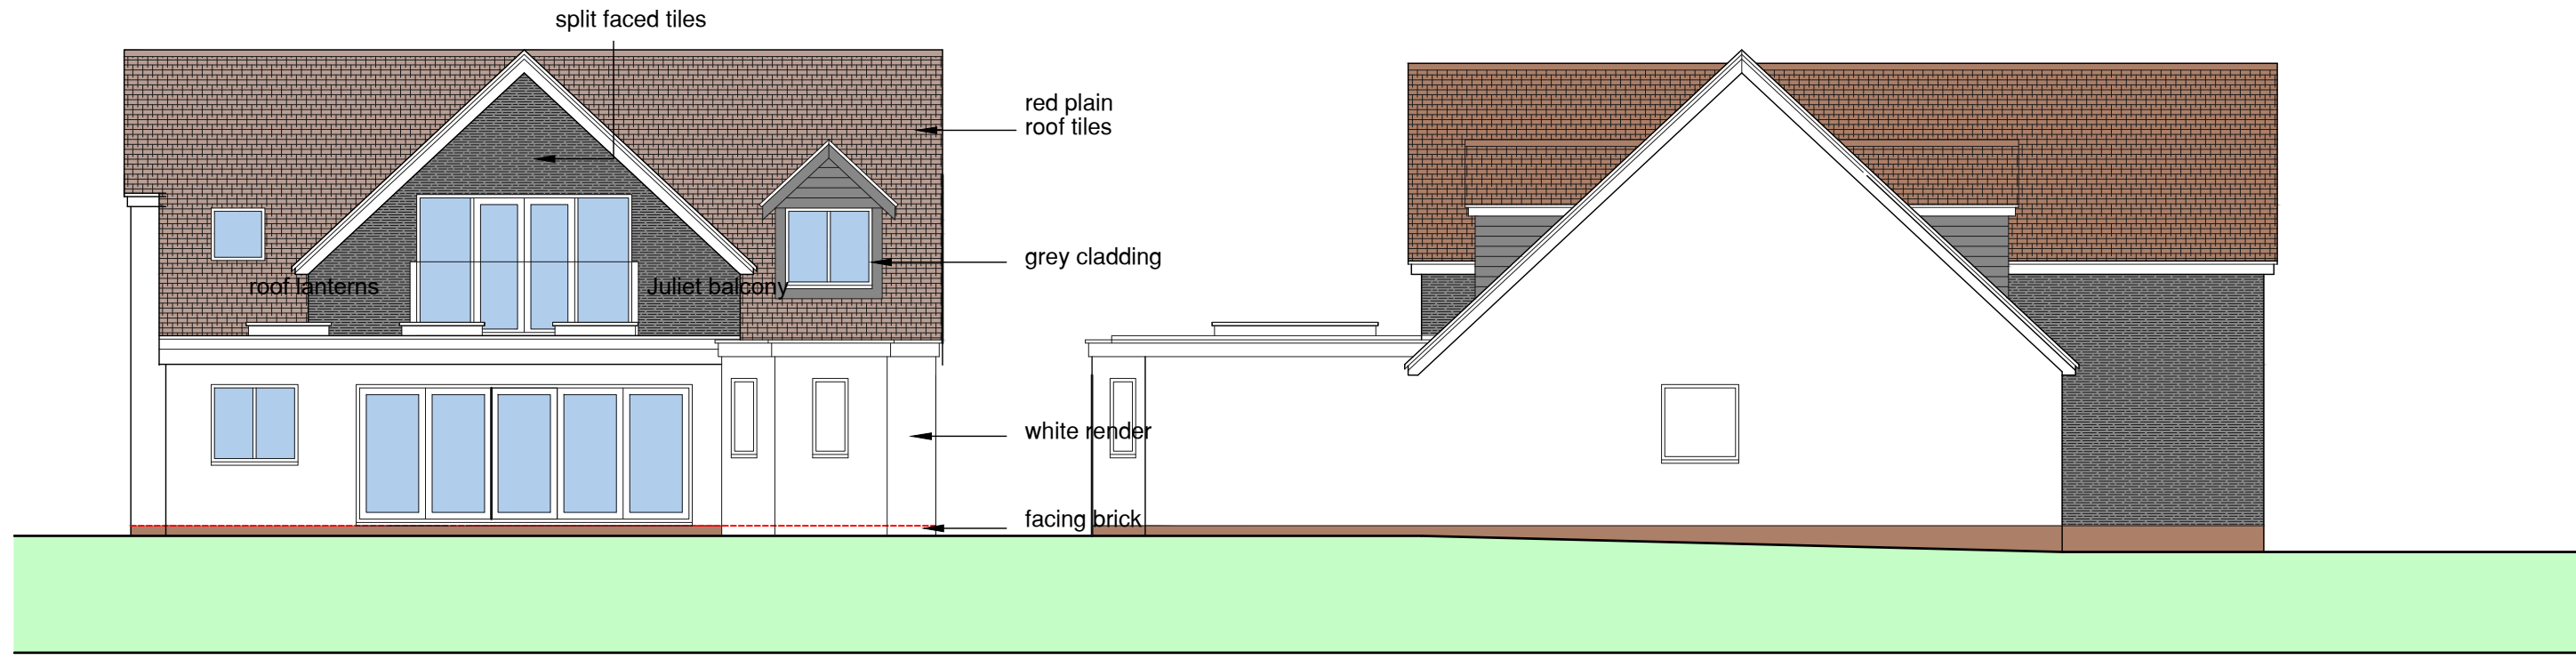 split faced tiles
red plain
roof tiles
grey cladding
roof lanterns
Juliet balcony
white render
facing brick